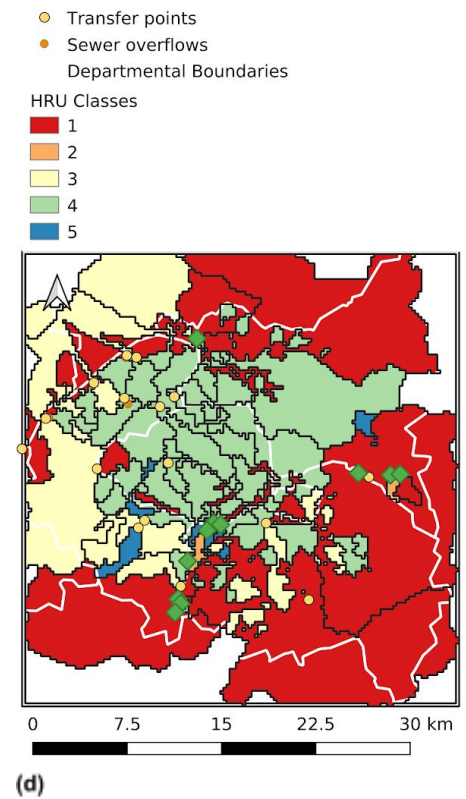 Transfer points
Sewer overflows
Departmental Boundaries
HRU Classes
1
2
3
4
5
0 7.5 15 22.5 30 km
(d)